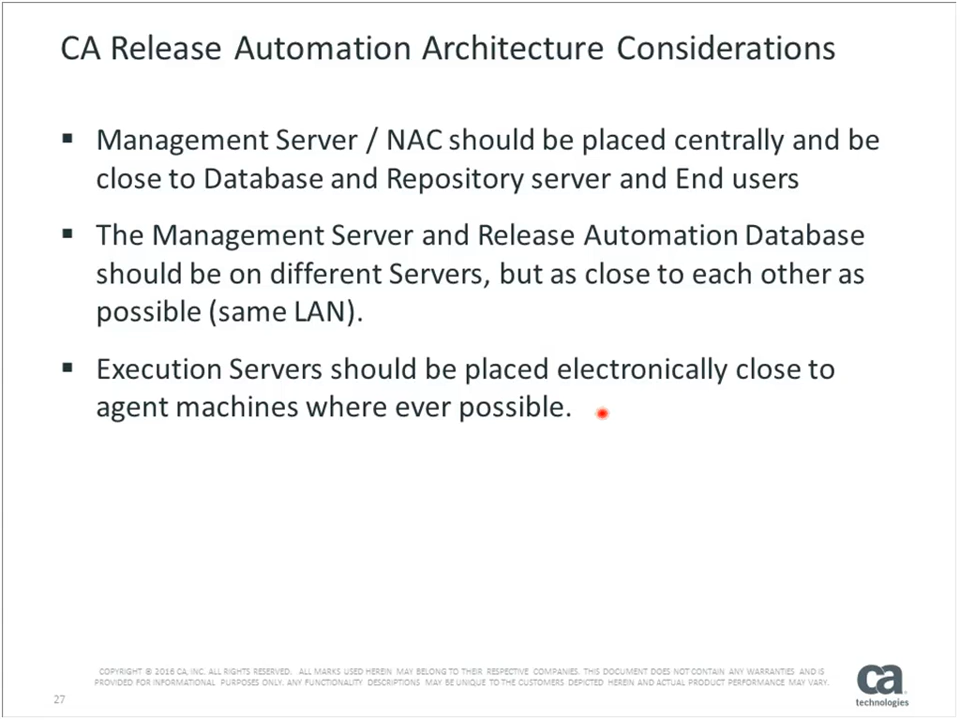 CA Release Automation Architecture Considerations
▪ Management Server / NAC should be placed centrally and be
close to Database and Repository server and End users
▪ The Management Server and Release Automation Database
should be on different Servers, but as close to each other as
possible (same LAN).
▪ Execution Servers should be placed electronically close to
agent machines where ever possible.
COPYRIGHT © 2016 CA, INC. ALL RIGHTS RESERVED. ALL MARKS USED HEREIN MAY BELONG TO THEIR RESPECTIVE COMPANIES. THIS DOCUMENT DOES NOT CONTAIN ANY WARRANTIES AND IS
PROVIDED FOR INFORMATIONAL PURPOSES ONLY. ANY FUNCTIONALITY DESCRIPTIONS MAY BE UNIQUE TO THE CUSTOMERS DEPICTED HEREIN AND ACTUAL PRODUCT PERFORMANCE MAY VARY.
27
ca
technologies